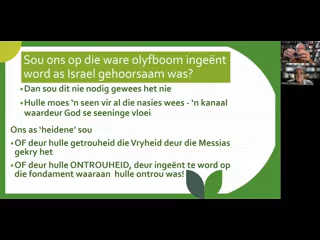 Sou ons op die ware olyfboom ingeënt
word as Israel gehoorsaam was?
•Dan sou dit nie nodig gewees het nie
•Hulle moes 'n seën vir al die nasies wees - 'n kanaal
waardeur God se seëninge vloei
Ons as 'heidene' sou
•OF deur hulle getrouheid die Vryheid deur die Messias
gekry het
•OF deur hulle ONTROUHEID, deur ingeënt te word op
die fondament waaraan hulle ontrou was!